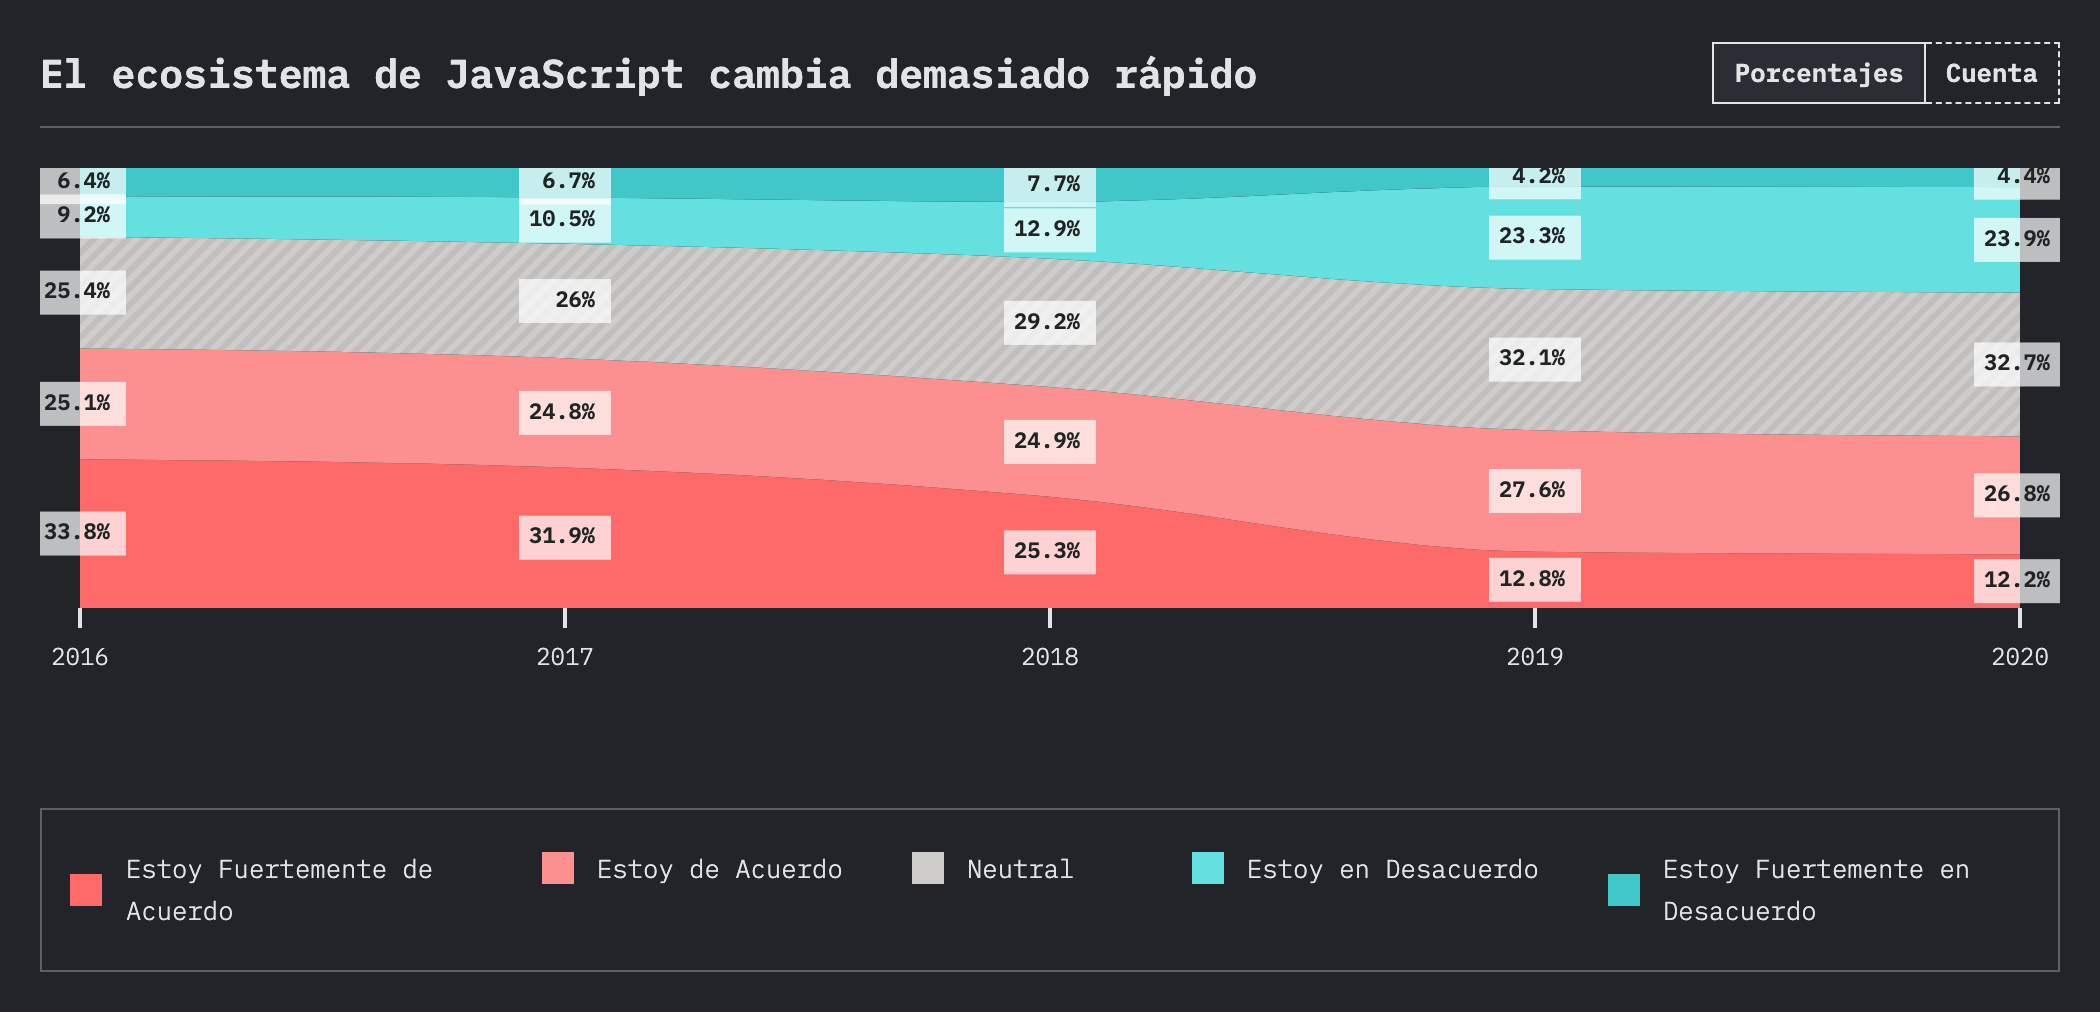 El ecosistema de JavaScript cambia demasiado rápido
Porcentajes Cuenta
6.4% 6.7% 7.7% 4.2% 4.4%
9.2% 10.5% 12.9% 23.3% 23.9%
25.4% 26% 29.2% 32.1% 32.7%
25.1% 24.8% 24.9% 27.6% 26.8%
33.8% 31.9% 25.3% 12.8% 12.2%
2016 2017 2018 2019 2020
Estoy Fuertemente de
Acuerdo
Estoy de Acuerdo
Neutral
Estoy en Desacuerdo
Estoy Fuertemente en
Desacuerdo